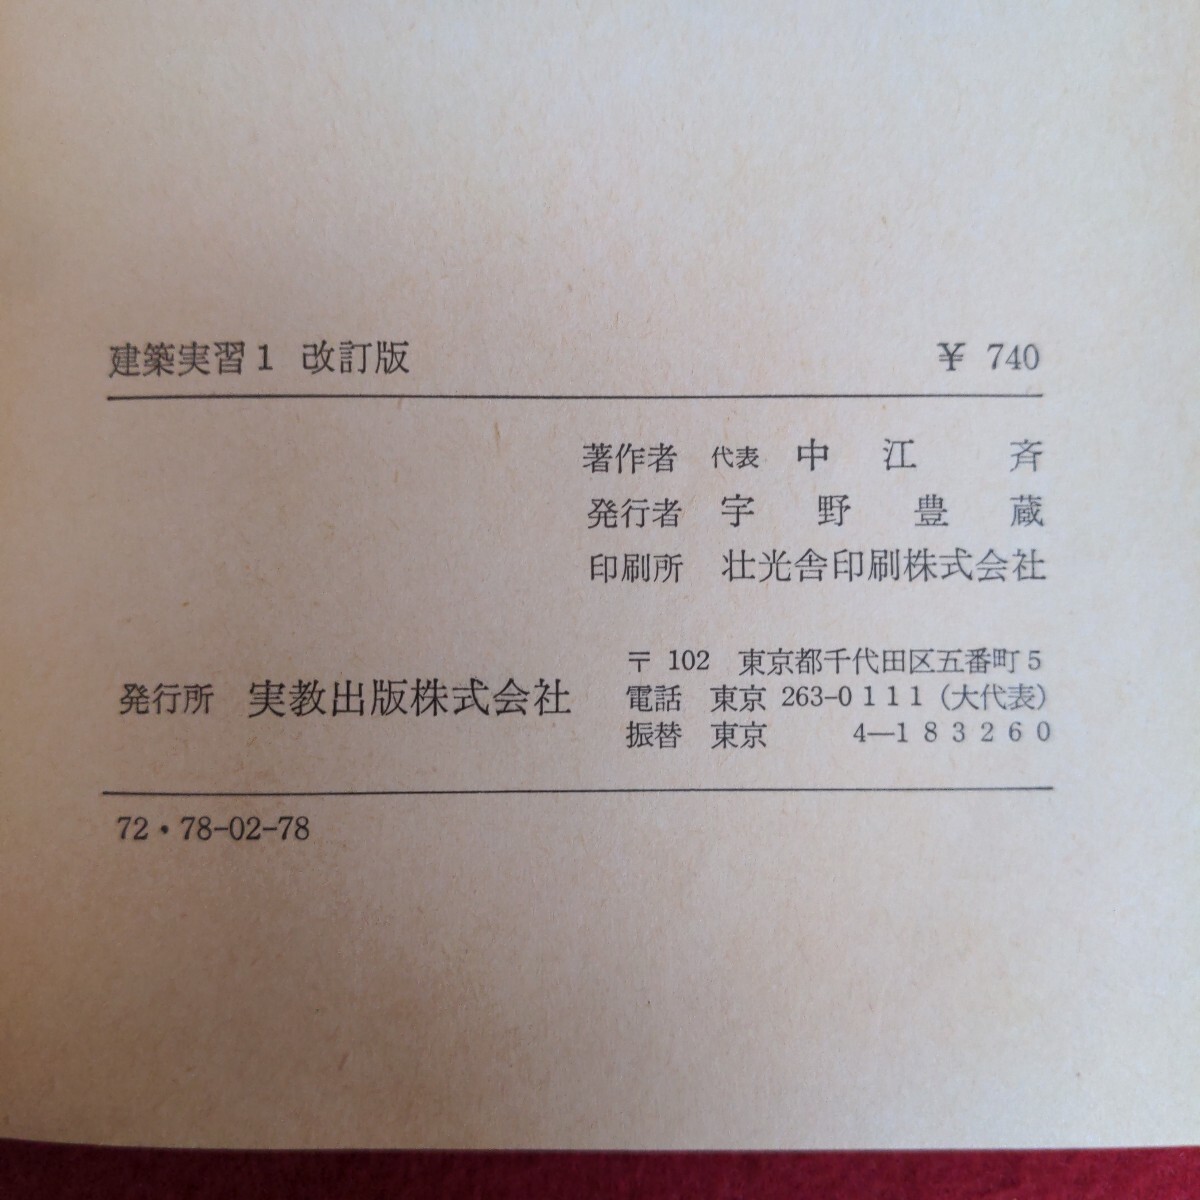 建築実習1 改訂版 ¥ 740
著作者 代表 中江 斉
発行者 宇野豊蔵
印刷所 壮光舎印刷株式会社
発行所 実教出版株式会社
〒102 東京都千代田区五番町5
電話 東京 263-0111(大代表)
振替 東京 4—183260
72・78-02-78